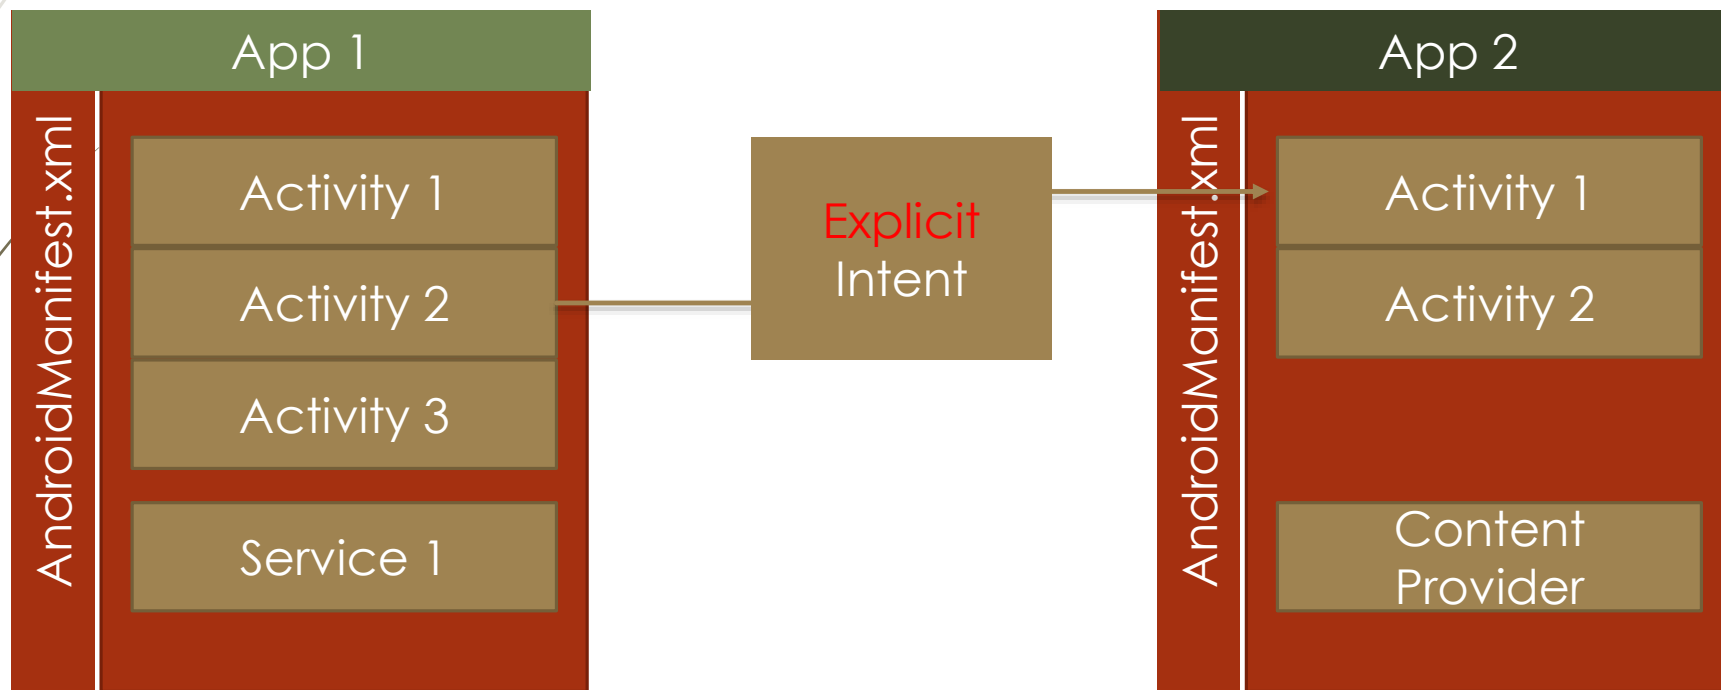 App 1
AndroidManifest.xml
Activity 1
Activity 2
Activity 3
Service 1
Explicit
Intent
App 2
AndroidManifest.xml
Activity 1
Activity 2
Content
Provider